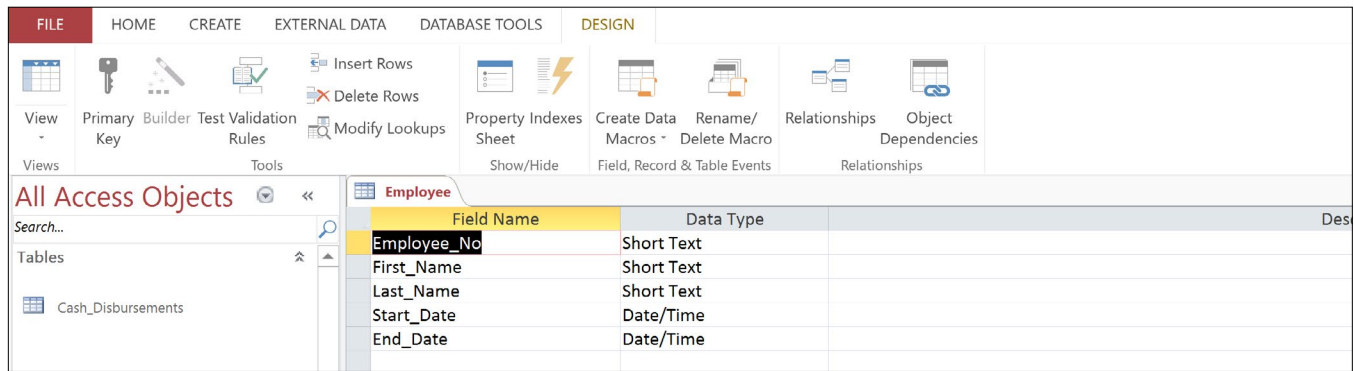 FILE HOME CREATE EXTERNAL DATA DATABASE TOOLS DESIGN
View
Views
Primary Key
Builder
Test Validation Rules
Insert Rows
Delete Rows
Modify Lookups
Tools
Property Sheet
Indexes
Show/Hide
Create Data Macros
Rename/ Delete Macro
Field, Record & Table Events
Relationships
Object Dependencies
Relationships
All Access Objects
Search...
Tables
Cash_Disbursements
Employee
Field Name Data Type Desc
Employee_No Short Text
First_Name Short Text
Last_Name Short Text
Start_Date Date/Time
End_Date Date/Time